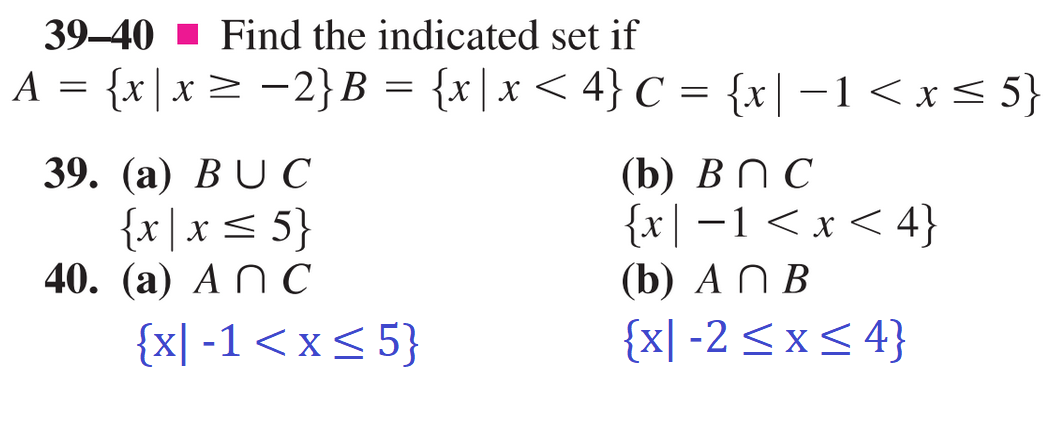 39–40 ■ Find the indicated set if
A = {x | x ≥ −2} B = {x | x < 4} C = {x | −1 < x ≤ 5}
39. (a) B ∪ C (b) B ∩ C
{x | x ≤ 5} {x | −1 < x < 4}
40. (a) A ∩ C (b) A ∩ B
{x| -1 < x ≤ 5} {x| -2 ≤ x ≤ 4}